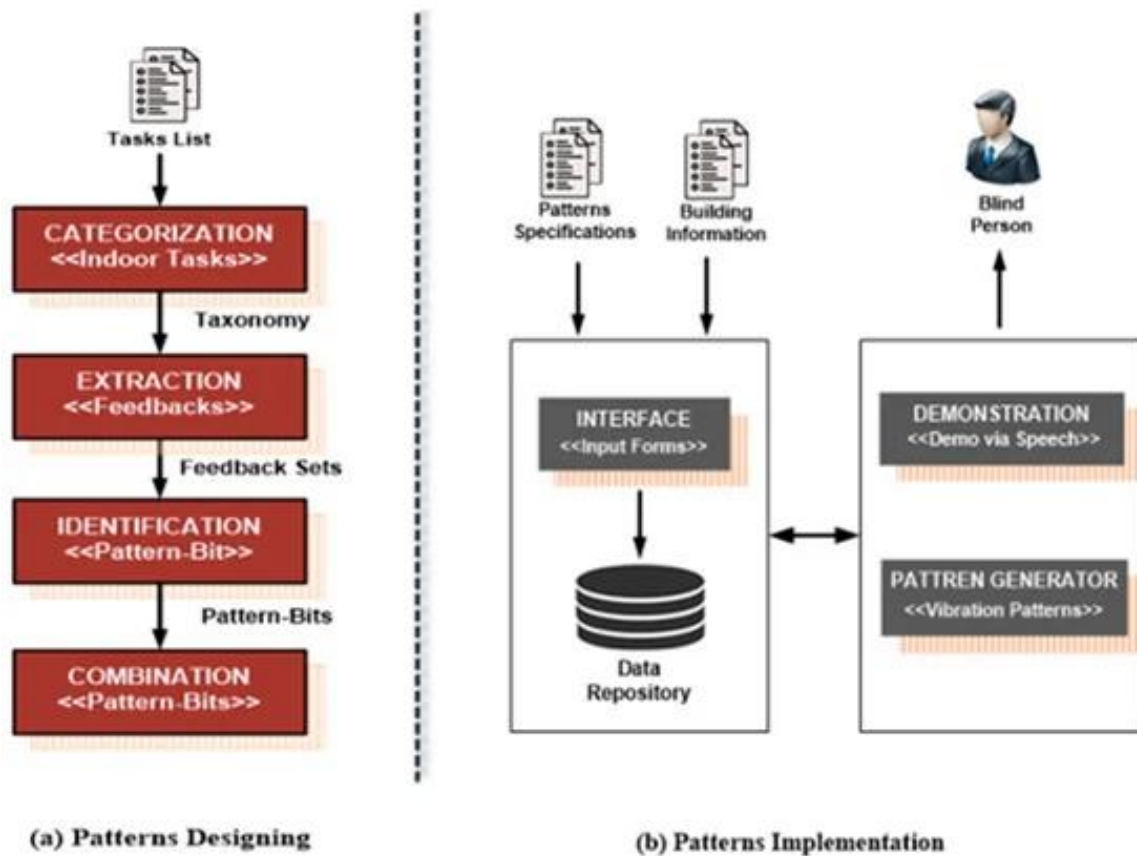 Tasks List
CATEGORIZATION
<<Indoor Tasks>>
Taxonomy
EXTRACTION
<<Feedbacks>>
Feedback Sets
IDENTIFICATION
<<Pattern-Bit>>
Pattern-Bits
COMBINATION
<<Pattern-Bits>>
(a) Patterns Designing
Patterns
Specifications
Building
Information
Blind
Person
INTERFACE
<<Input Forms>>
Data
Repository
DEMONSTRATION
<<Demo via Speech>>
PATTREN GENERATOR
<<Vibration Patterns>>
(b) Patterns Implementation